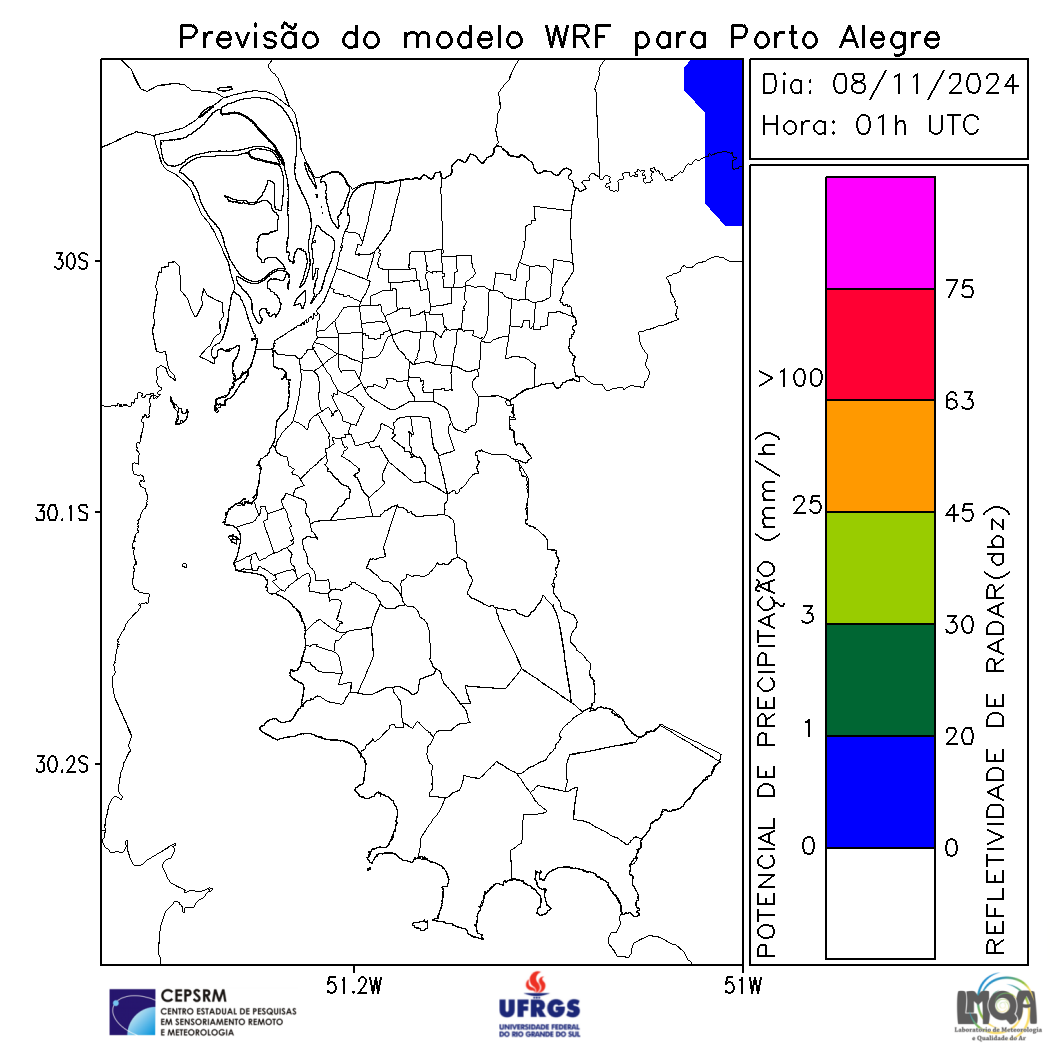 Previsão do modelo WRF para Porto Alegre
Dia: 08/11/2024
Hora: 01h UTC
30S
30.1S
30.2S
51.2W
51W
POTENCIAL DE PRECIPITAÇÃO (mm/h)
>100
25
3
1
0
75
63
45
30
20
0
REFLETIVIDADE DE RADAR(dbz)
CEPSRM
CENTRO ESTADUAL DE PESQUISAS
EM SENSORIAMENTO REMOTO
E METEOROLOGIA
UFRGS
UNIVERSIDADE FEDERAL
DO RIO GRANDE DO SUL
LMQA
Laboratório de Meteorologia
e Qualidade do Ar